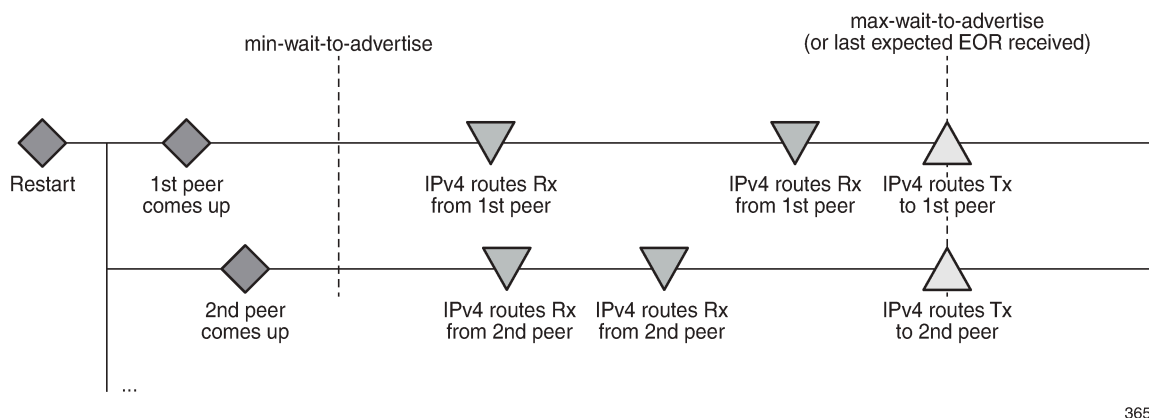 min-wait-to-advertise
max-wait-to-advertise
(or last expected EOR received)
Restart
1st peer
comes up
IPv4 routes Rx
from 1st peer
IPv4 routes Rx
from 1st peer
IPv4 routes Tx
to 1st peer
2nd peer
comes up
IPv4 routes Rx
from 2nd peer
IPv4 routes Rx
from 2nd peer
IPv4 routes Tx
to 2nd peer
...
365